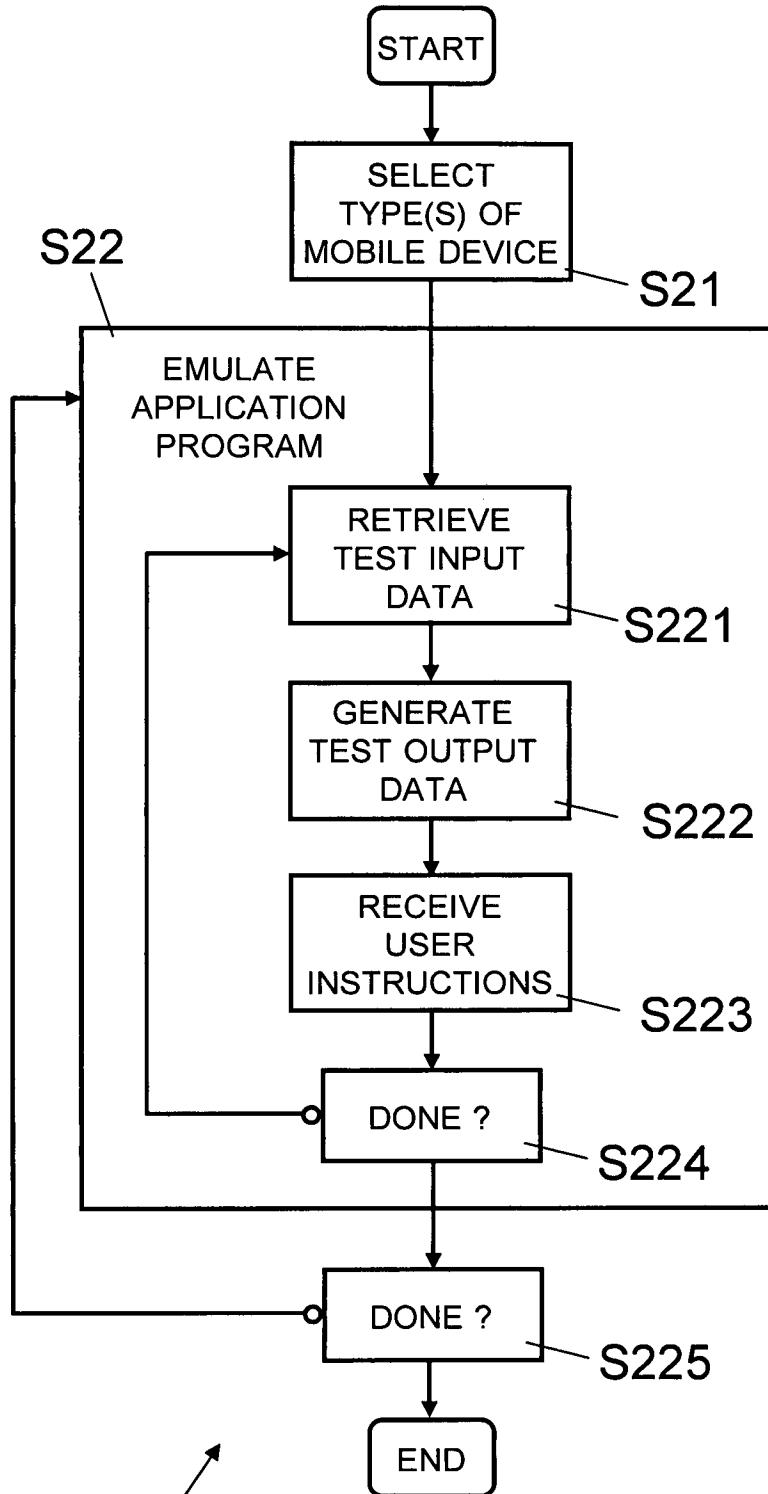 START
SELECT
TYPE(S) OF
MOBILE DEVICE
S21
S22
EMULATE
APPLICATION
PROGRAM
RETRIEVE
TEST INPUT
DATA
S221
GENERATE
TEST OUTPUT
DATA
S222
RECEIVE
USER
INSTRUCTIONS
S223
DONE ?
S224
DONE ?
S225
END